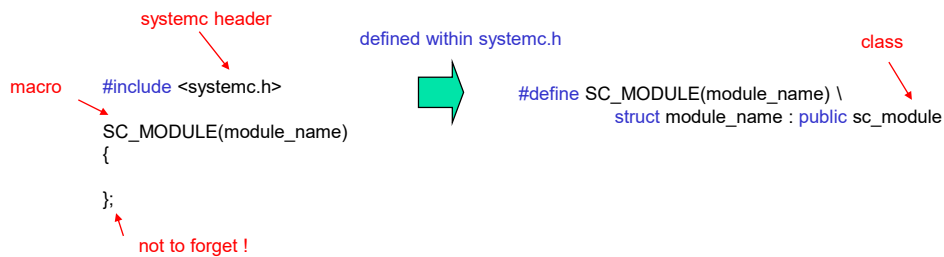 systemc header
defined within systemc.h
class
macro
#include <systemc.h>
#define SC_MODULE(module_name) \
struct module_name : public sc_module
SC_MODULE(module_name)
{
};
not to forget !